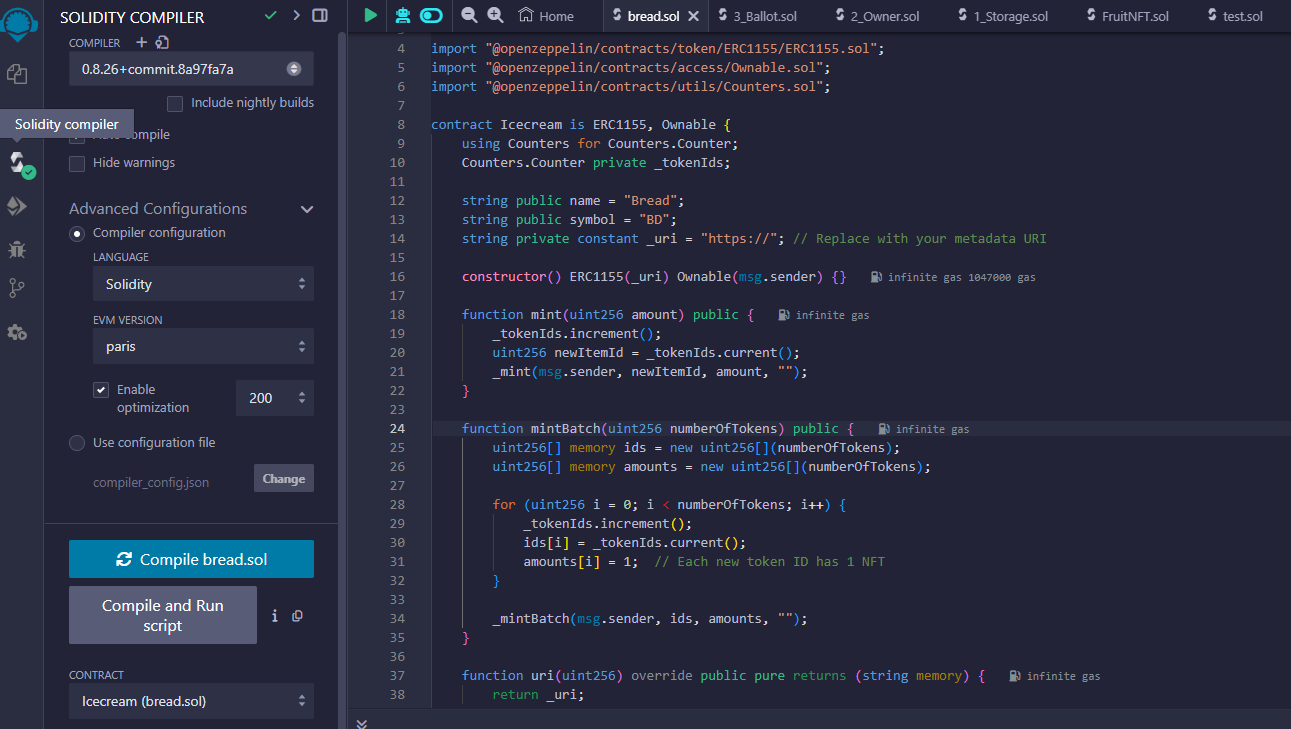 SOLIDITY COMPILER
COMPILER
0.8.26+commit.8a97fa7a
Include nightly builds
Solidity compiler
compile
Hide warnings
Advanced Configurations
Compiler configuration
LANGUAGE
Solidity
EVM VERSION
paris
Enable
optimization
200
Use configuration file
compiler_config.json
Change
Compile bread.sol
Compile and Run
script
i
CONTRACT
Icecream (bread.sol)
Home
bread.sol
3_Ballot.sol
2_Owner.sol
1_Storage.sol
FruitNFT.sol
test.sol
4 import "@openzeppelin/contracts/token/ERC1155/ERC1155.sol";
5 import "@openzeppelin/contracts/access/Ownable.sol";
6 import "@openzeppelin/contracts/utils/Counters.sol";
7
8 contract Icecream is ERC1155, Ownable {
9 using Counters for Counters.Counter;
10 Counters.Counter private _tokenIds;
11
12 string public name = "Bread";
13 string public symbol = "BD";
14 string private constant _uri = "https://"; // Replace with your metadata URI
15
16 constructor() ERC1155(_uri) Ownable(msg.sender) {} infinite gas 1047000 gas
17
18 function mint(uint256 amount) public { infinite gas
19 _tokenIds.increment();
20 uint256 newItemId = _tokenIds.current();
21 _mint(msg.sender, newItemId, amount, "");
22 }
23
24 function mintBatch(uint256 numberOfTokens) public { infinite gas
25 uint256[] memory ids = new uint256[](numberOfTokens);
26 uint256[] memory amounts = new uint256[](numberOfTokens);
27
28 for (uint256 i = 0; i < numberOfTokens; i++) {
29 _tokenIds.increment();
30 ids[i] = _tokenIds.current();
31 amounts[i] = 1; // Each new token ID has 1 NFT
32 }
33
34 _mintBatch(msg.sender, ids, amounts, "");
35 }
36
37 function uri(uint256) override public pure returns (string memory) { infinite gas
38 return _uri;